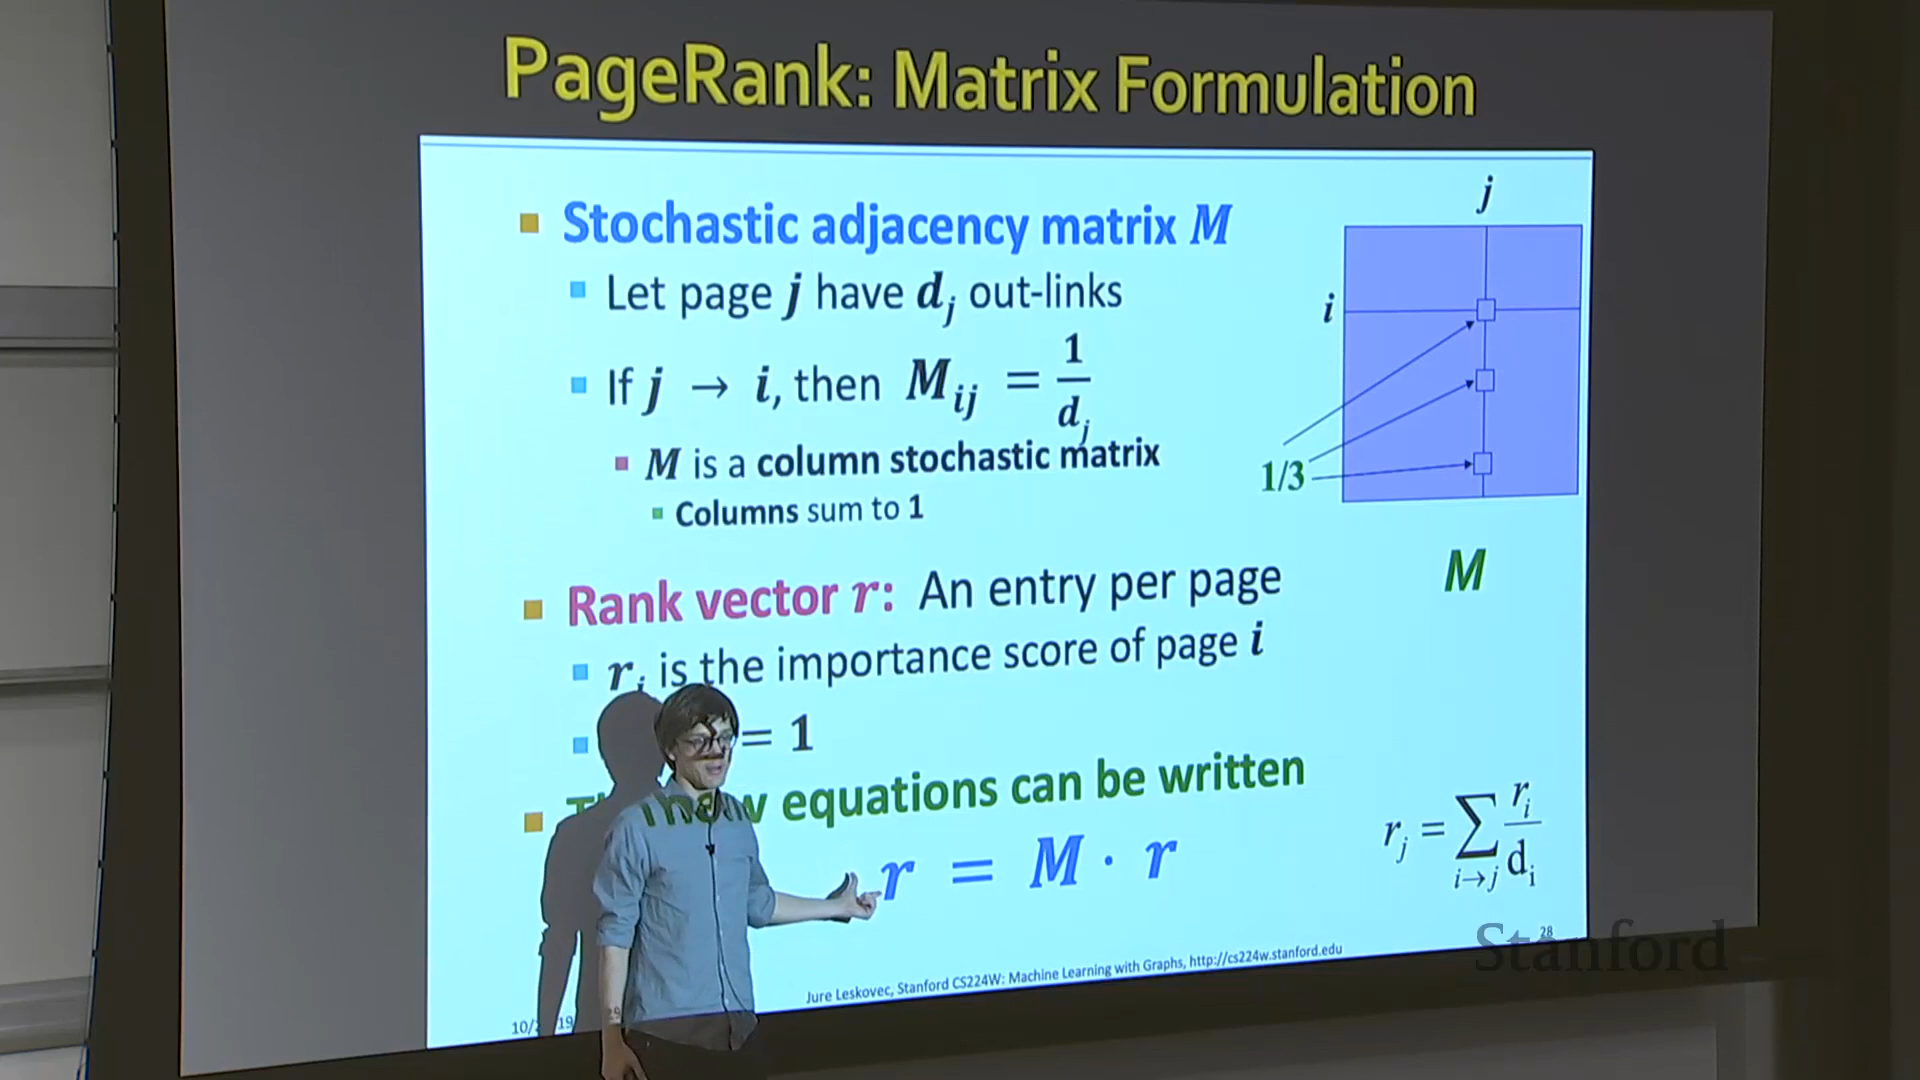 PageRank: Matrix Formulation
Stochastic adjacency matrix M
Let page j have dj out-links
If j → i, then Mij = 1/dj
M is a column stochastic matrix
Columns sum to 1
j
i
1/3
M
Rank vector r: An entry per page
ri is the importance score of page i
= 1
equations can be written
r = M · r
rj = ∑i→j ri/di
Jure Leskovec, Stanford CS224W: Machine Learning with Graphs, http://cs224w.stanford.edu
28
Stanford